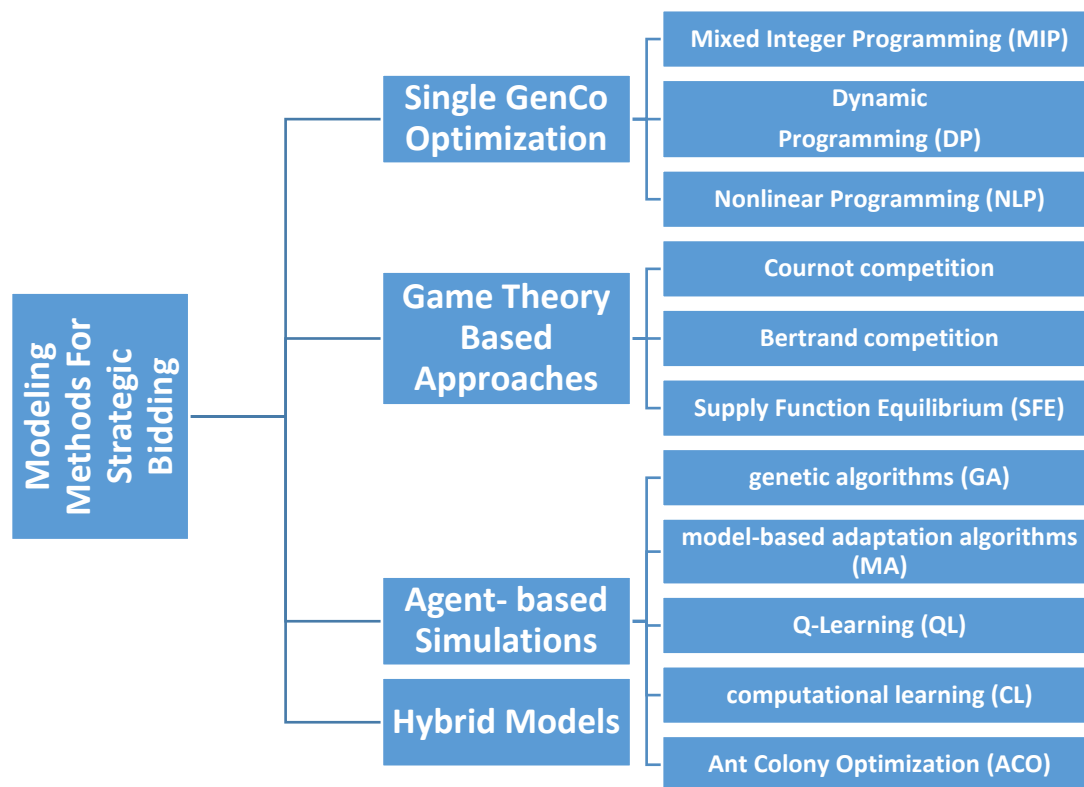 Modeling
Methods For
Strategic
Bidding
Single GenCo
Optimization
Mixed Integer Programming (MIP)
Dynamic
Programming (DP)
Nonlinear Programming (NLP)
Game Theory
Based
Approaches
Cournot competition
Bertrand competition
Supply Function Equilibrium (SFE)
Agent- based
Simulations
genetic algorithms (GA)
model-based adaptation algorithms
(MA)
Q-Learning (QL)
computational learning (CL)
Ant Colony Optimization (ACO)
Hybrid Models